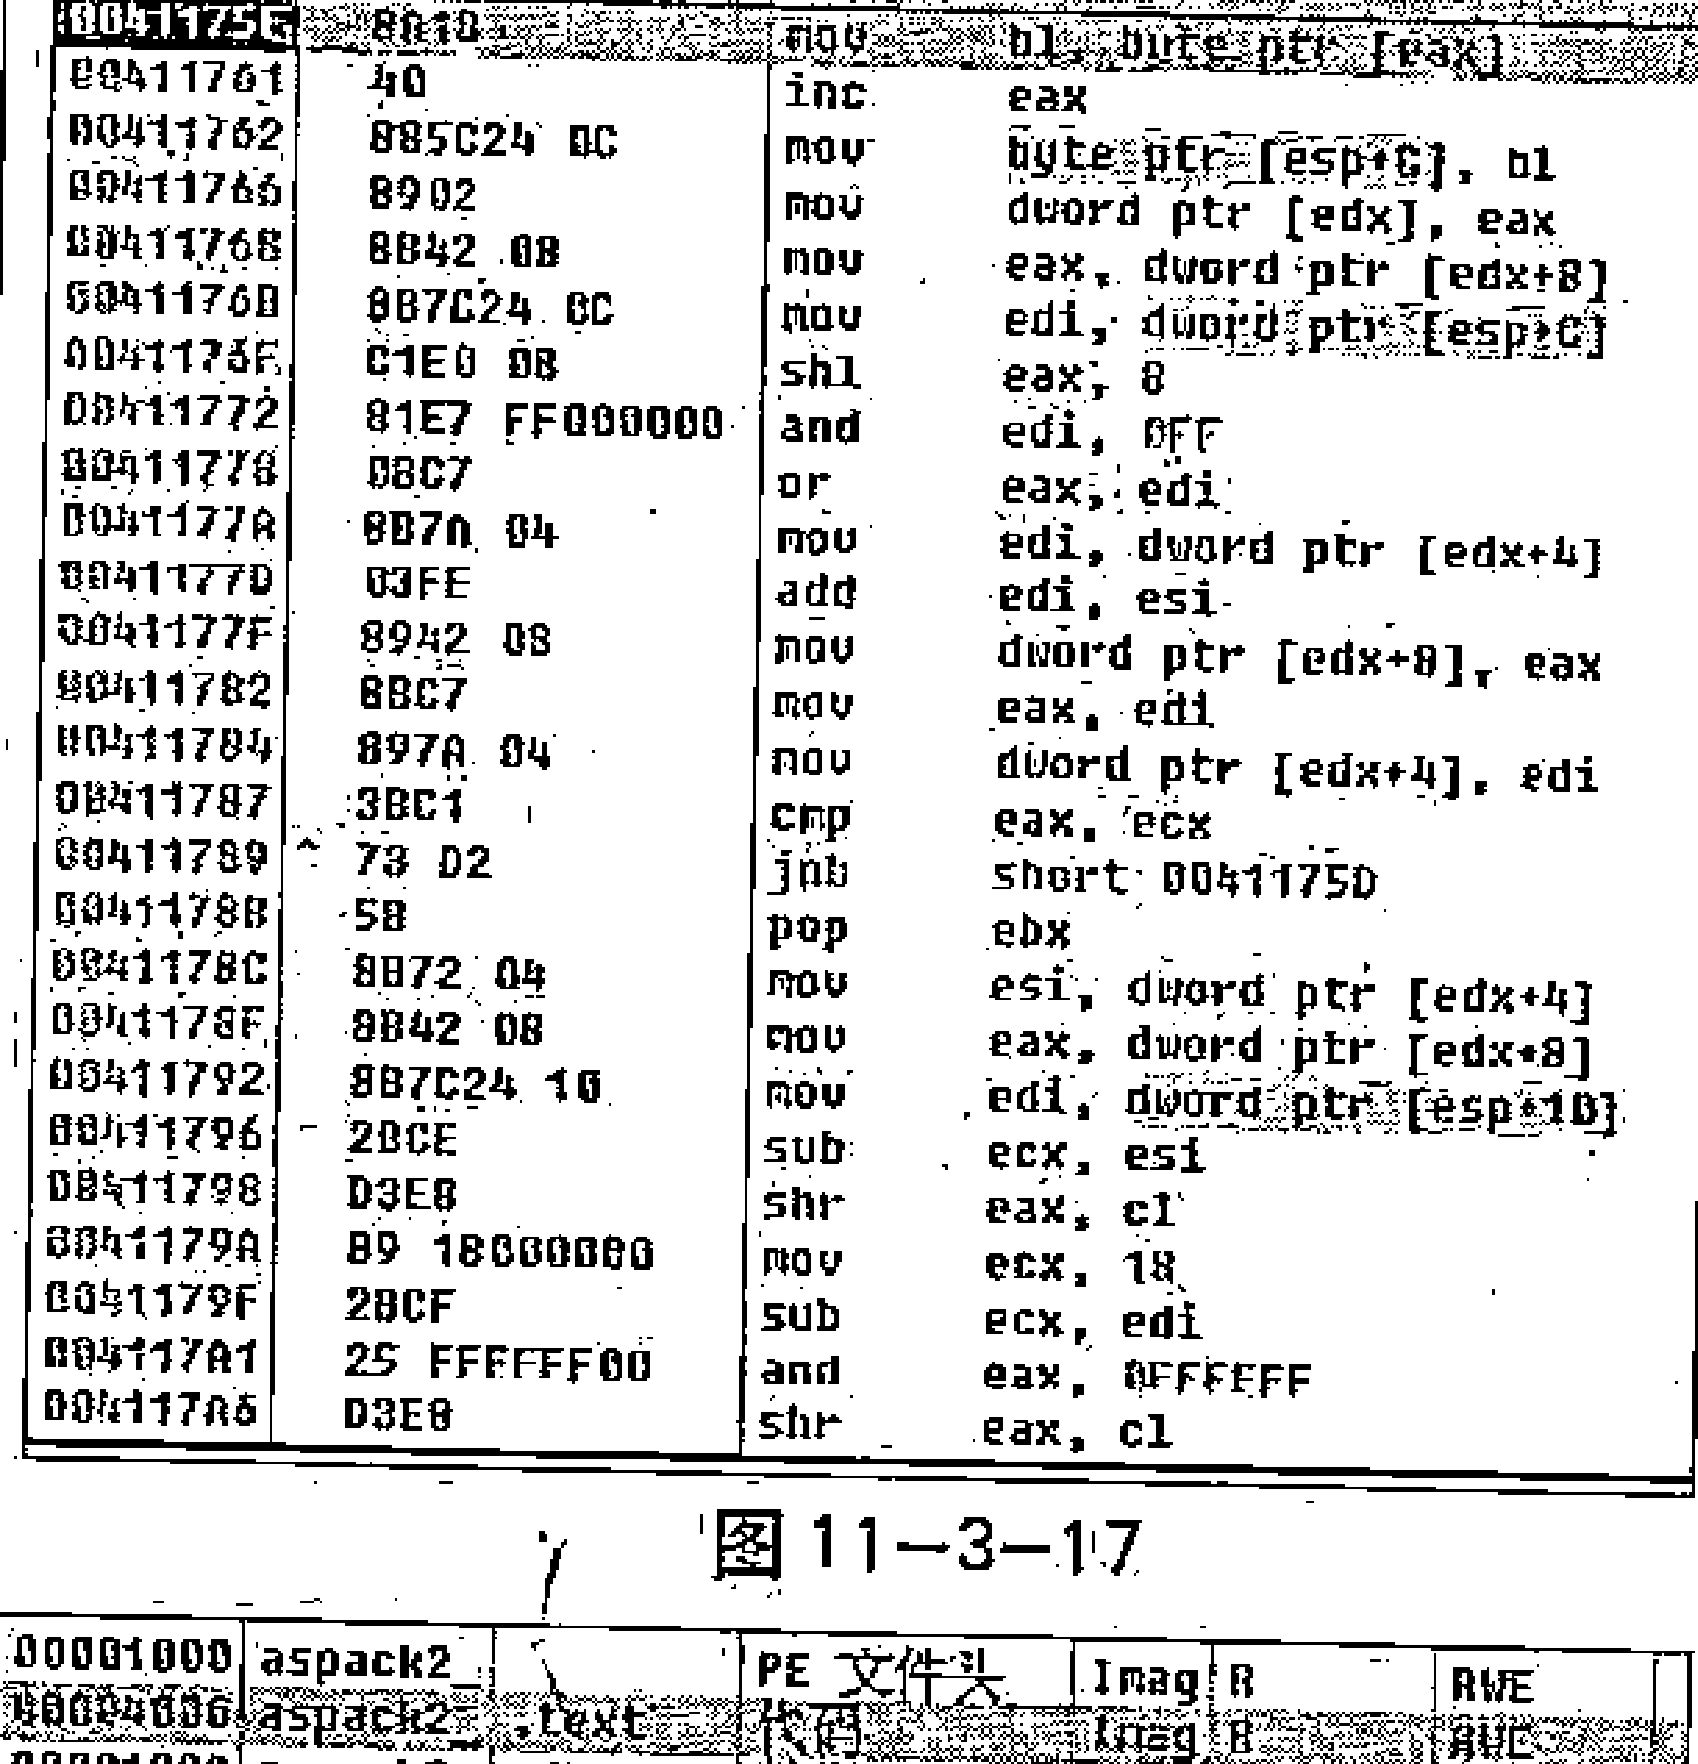 0041175F 8A18 mov bl, byte ptr [eax]
00411761 40 inc eax
00411762 885C24 0C mov byte ptr [esp+C], bl
00411766 8902 mov dword ptr [edx], eax
00411768 8B42 08 mov eax, dword ptr [edx+8]
0041176B 8B7C24 0C mov edi, dword ptr [esp+C]
0041176F C1E0 08 shl eax, 8
00411772 81E7 FF000000 and edi, 0FF
00411778 0BC7 or eax, edi
0041177A 8B7A 04 mov edi, dword ptr [edx+4]
0041177D 03FE add edi, esi
0041177F 8942 08 mov dword ptr [edx+8], eax
00411782 8BC7 mov eax, edi
00411784 897A 04 mov dword ptr [edx+4], edi
00411787 3BC1 cmp eax, ecx
00411789 ^ 73 D2 jnb short 0041175D
0041178B 5B pop ebx
0041178C 8B72 04 mov esi, dword ptr [edx+4]
0041178F 8B42 08 mov eax, dword ptr [edx+8]
00411792 8B7C24 10 mov edi, dword ptr [esp+10]
00411796 2BCE sub ecx, esi
00411798 D3E8 shr eax, cl
0041179A B9 18000000 mov ecx, 18
0041179F 2BCF sub ecx, edi
004117A1 25 FFFFFF00 and eax, 0FFFFFF
004117A6 D3E8 shr eax, cl
图 11-3-17
00001000 aspack2_ PE 文件头 Imag R RWE
aspack2_ .text Imag R RWE